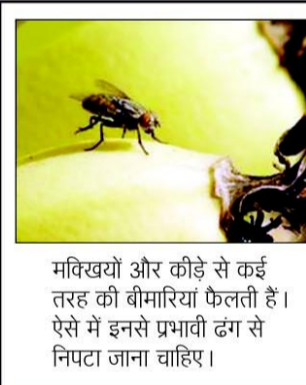 मक्खियों और कीड़े से कई
तरह की बीमारियां फैलती हैं।
ऐसे में इनसे प्रभावी ढंग से
निपटा जाना चाहिए।